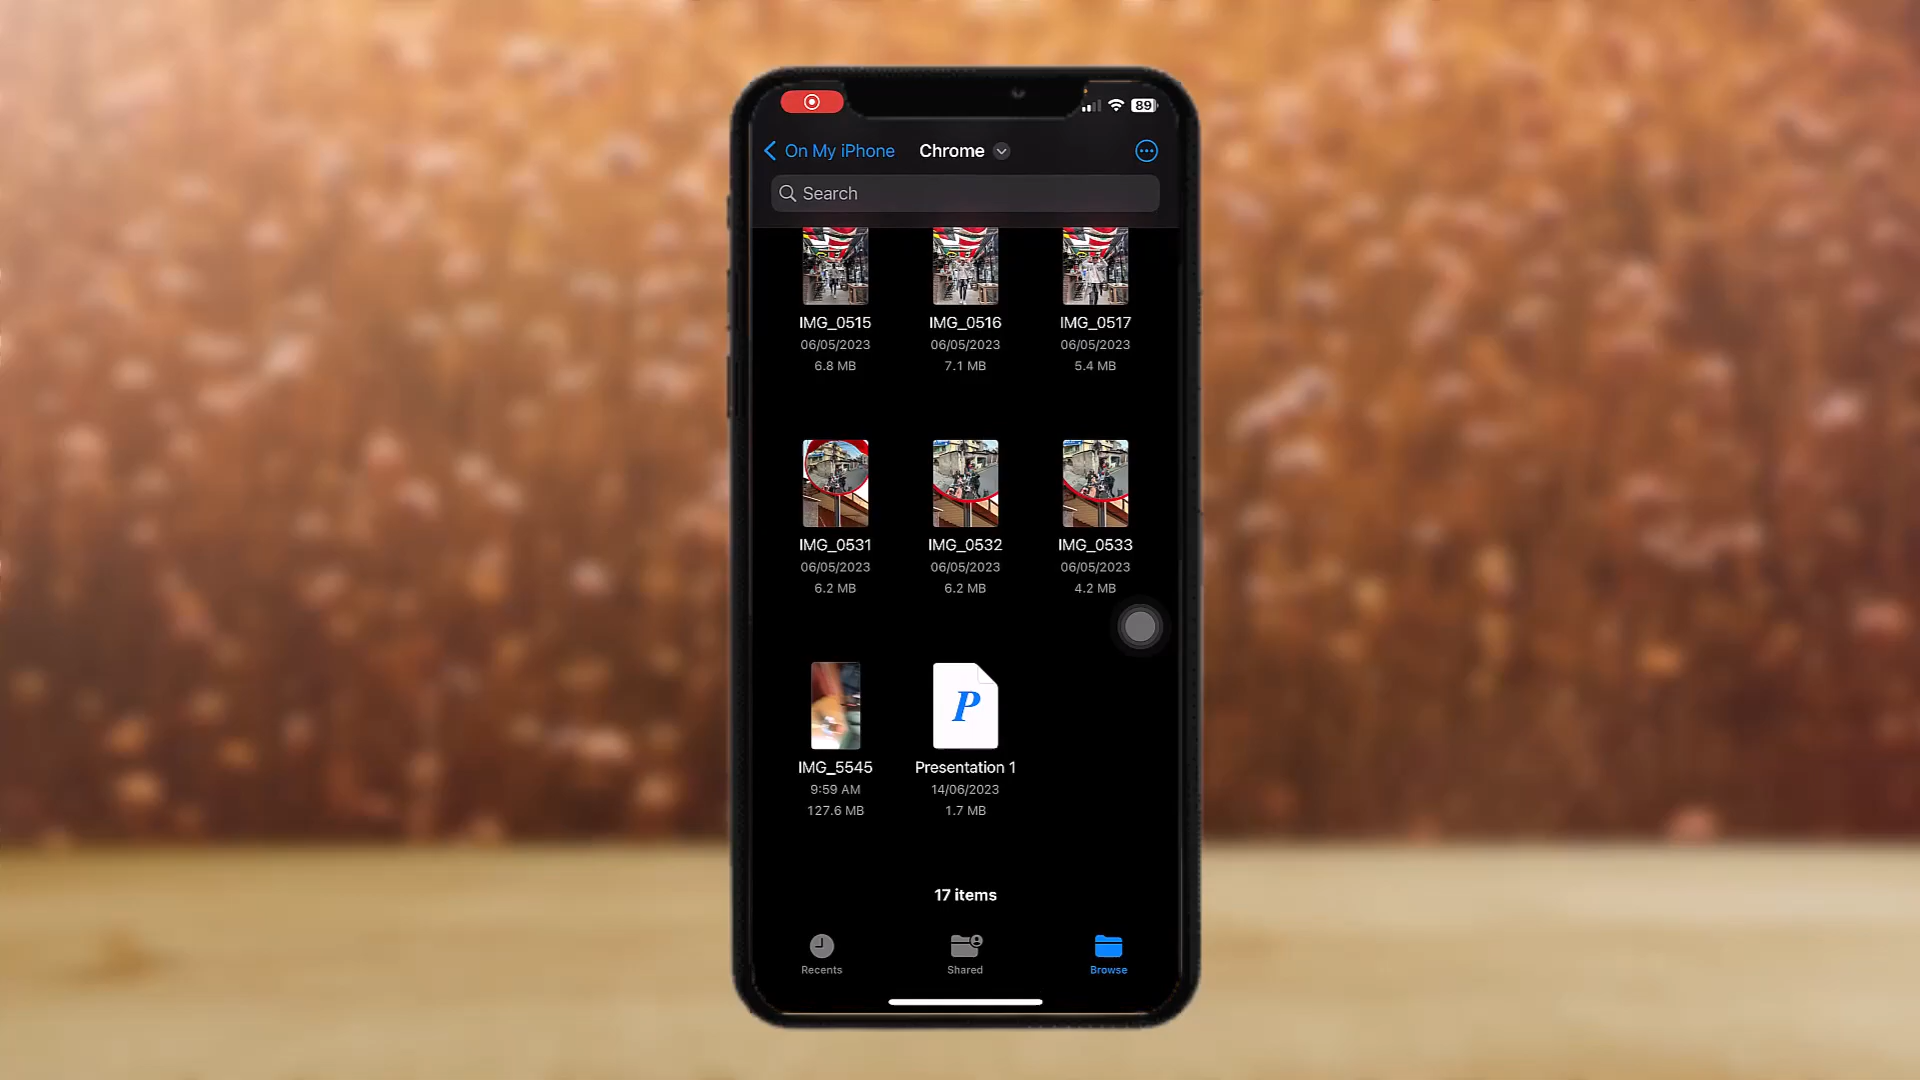 89
On My iPhone Chrome
Search
IMG_0515 IMG_0516 IMG_0517
06/05/2023 06/05/2023 06/05/2023
6.8 MB 7.1 MB 5.4 MB
IMG_0531 IMG_0532 IMG_0533
06/05/2023 06/05/2023 06/05/2023
6.2 MB 6.2 MB 4.2 MB
P
IMG_5545 Presentation 1
9:59 AM 14/06/2023
127.6 MB 1.7 MB
17 items
Recents Shared Browse